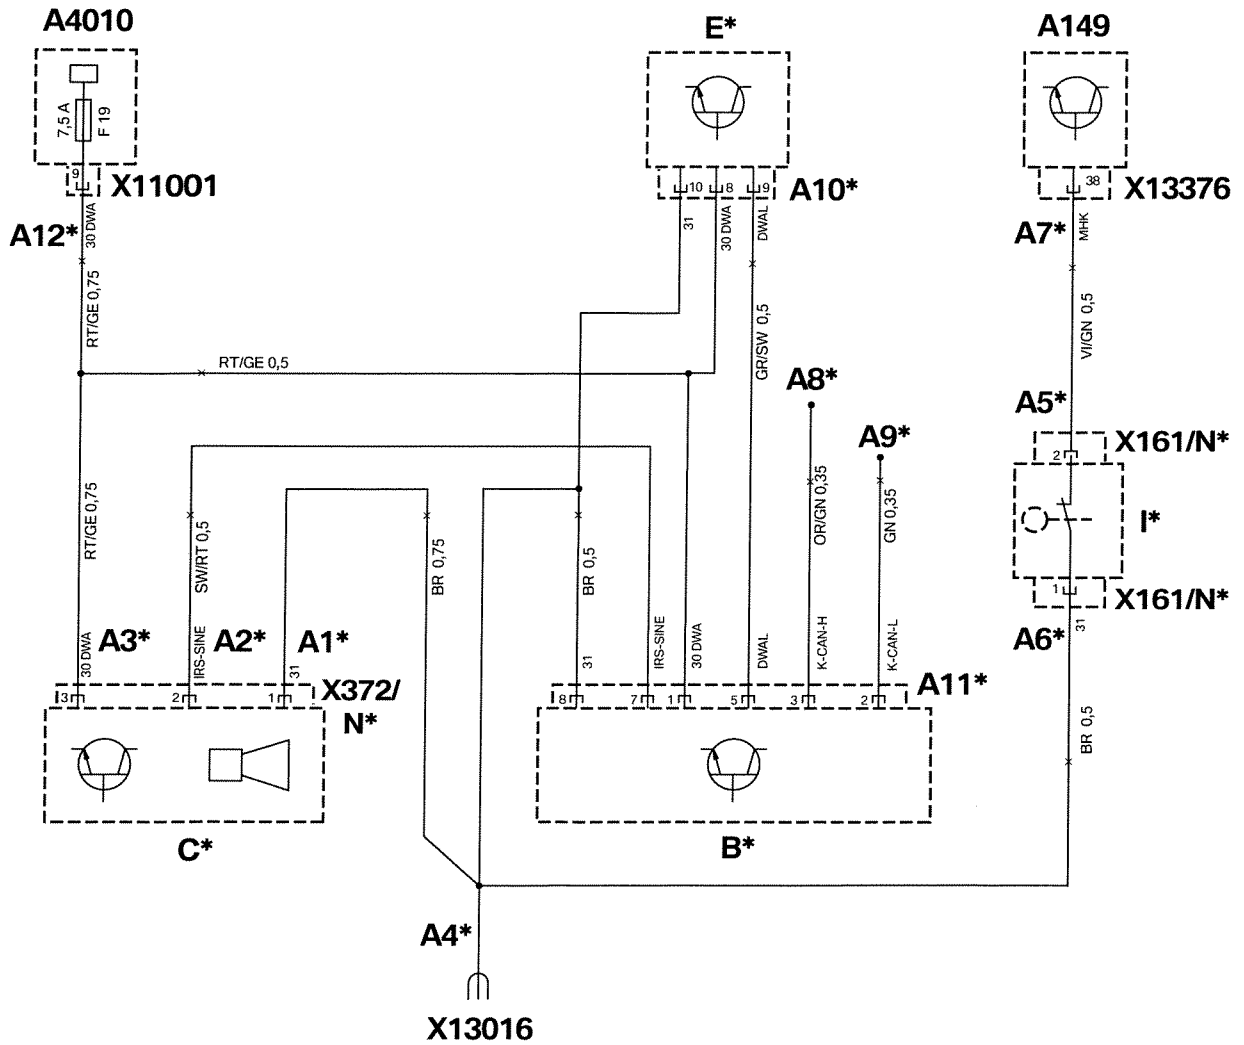 A4010
E*
A149
7,5 A
F 19
9
X11001
10
8
9
A10*
38
X13376
A12*
30 DWA
31
30 DWA
DWAL
A7*
MHK
RT/GE 0,75
RT/GE 0,5
GR/SW 0,5
VI/GN 0,5
A8*
A5*
A9*
X161/N*
2
RT/GE 0,75
SW/RT 0,5
BR 0,75
BR 0,5
OR/GN 0,35
GN 0,35
I*
1
X161/N*
A3*
A2*
A1*
A6*
31
30 DWA
IRS-SINE
31
31
IRS-SINE
30 DWA
DWAL
K-CAN-H
K-CAN-L
3
2
1
X372/
N*
8
7
1
5
3
2
A11*
BR 0,5
C*
B*
A4*
X13016